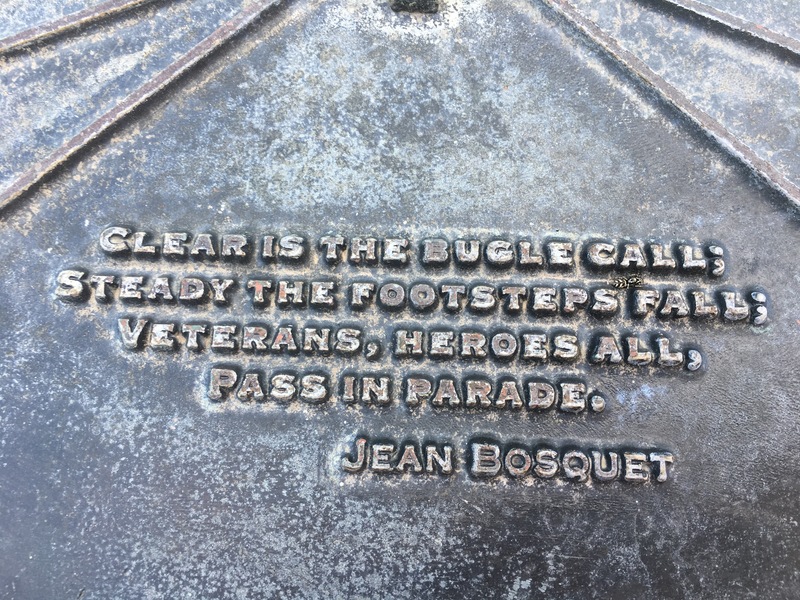 Clear is the bugle call;
Steady the footsteps fall;
Veterans, heroes all,
Pass in parade.
Jean Bosquet